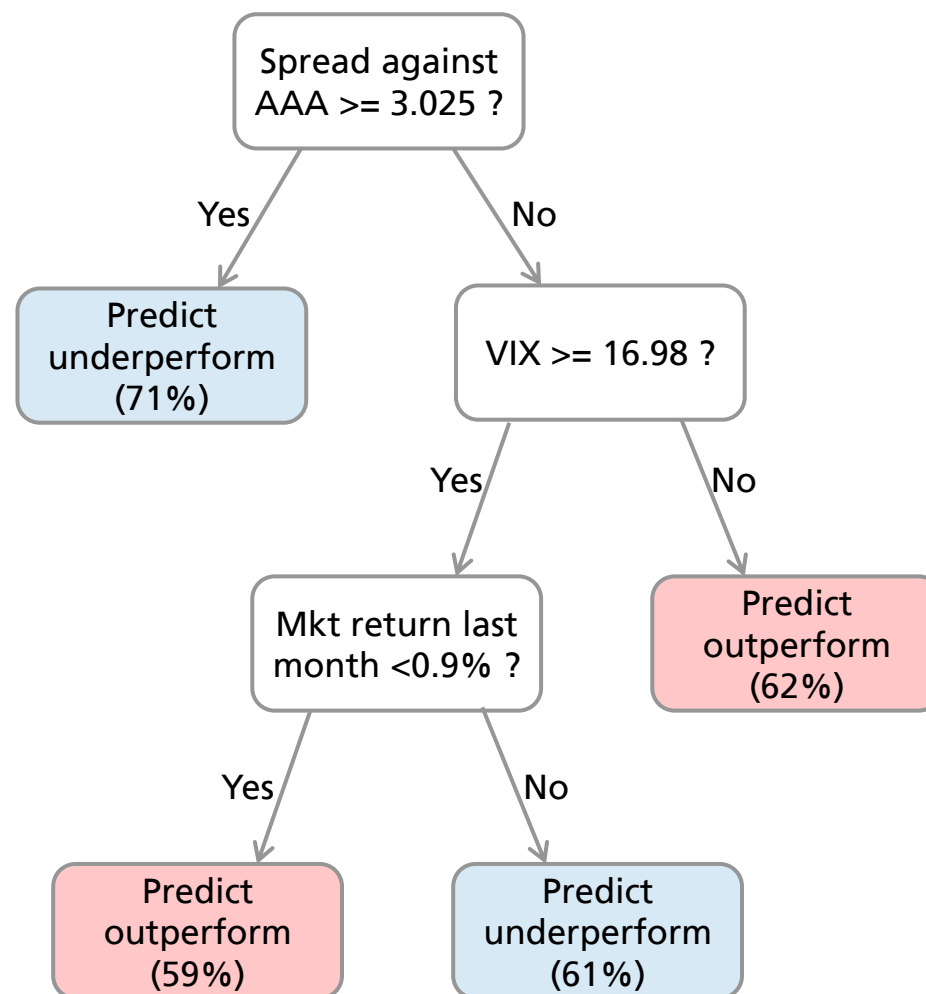 Spread against
AAA >= 3.025 ?
Yes
No
Predict
underperform
(71%)
VIX >= 16.98 ?
Yes
No
Mkt return last
month <0.9% ?
Predict
outperform
(62%)
Yes
No
Predict
outperform
(59%)
Predict
underperform
(61%)